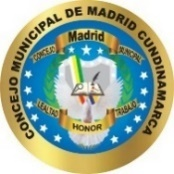 CONCEJO MUNICIPAL DE MADRID CUNDINAMARCA
Madrid
CONCEJO MUNICIPAL
LEALTAD TRABAJO
HONOR